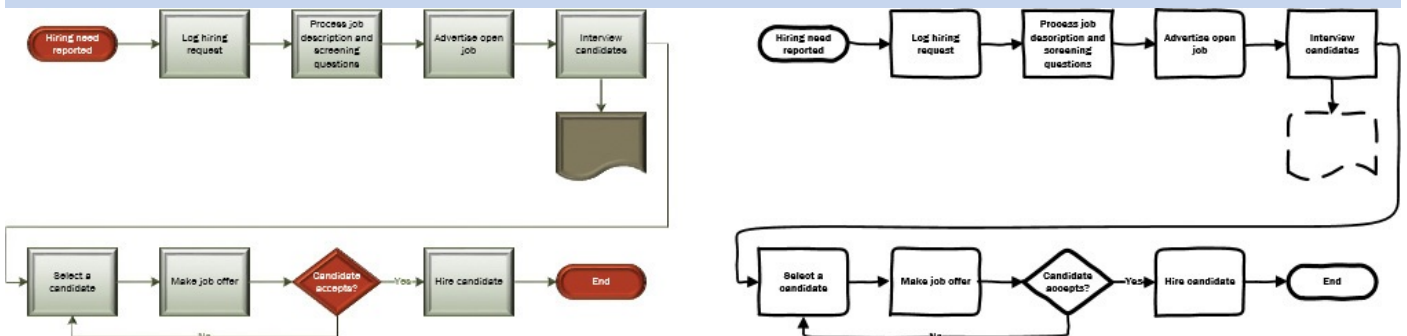 Hiring need
reported
Log hiring
request
Process job
description and
screening
questions
Advertise open
job
Interview
candidates
Select a
candidate
Make job offer
Candidate
accepts?
Yes
Hire candidate
End
No
Hiring need
reported
Log hiring
request
Process job
description and
screening
questions
Advertise open
job
Interview
candidates
Select a
candidate
Make job offer
Candidate
accepts?
Yes
Hire candidate
End
No